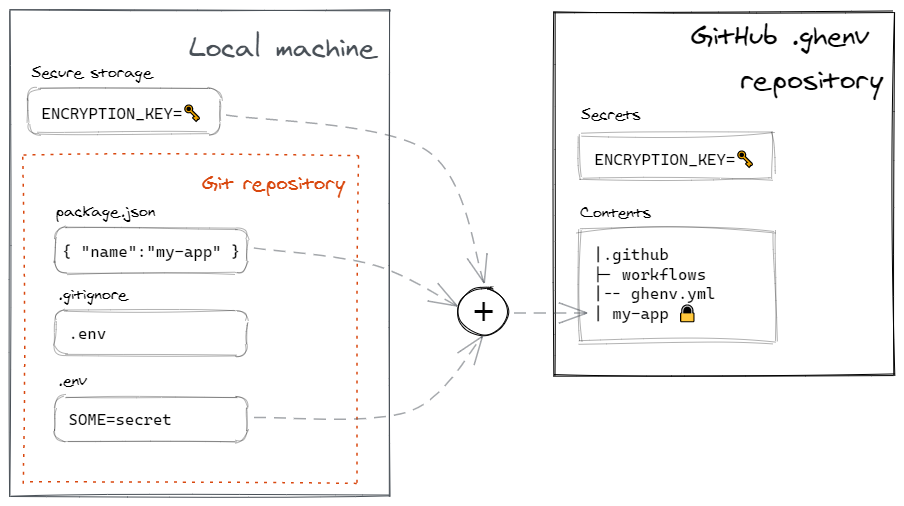 Local machine
Secure storage
ENCRYPTION_KEY=🔑
Git repository
package.json
{ "name":"my-app" }
.gitignore
.env
.env
SOME=secret
+
GitHub .ghenv
repository
Secrets
ENCRYPTION_KEY=🔑
Contents
|.github
├─ workflows
|-- ghenv.yml
| my-app 🔒